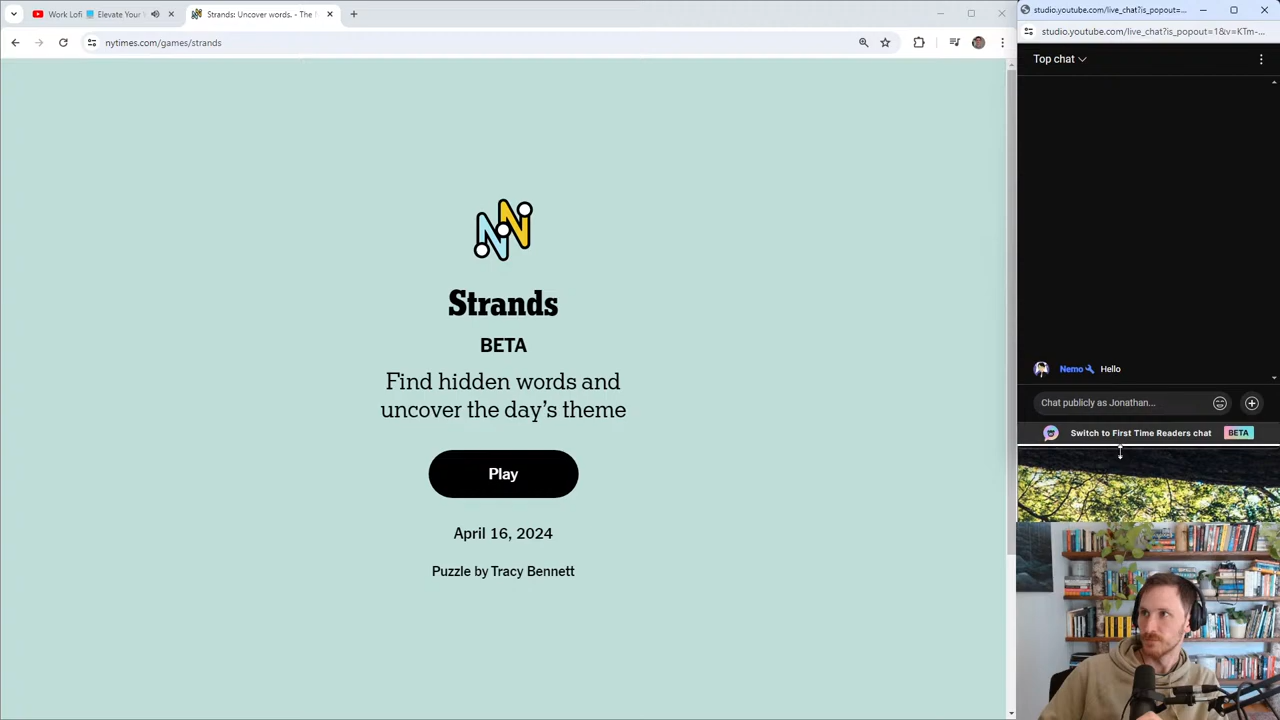 Work Lofi
Elevate Your
Strands: Uncover words. - The
nytimes.com/games/strands
Strands
BETA
Find hidden words and
uncover the day's theme
Play
April 16, 2024
Puzzle by Tracy Bennett
studio.youtube.com/live_chat?is_popout=...
studio.youtube.com/live_chat?is_popout=1&v=KTm-...
Top chat
Nemo Hello
Chat publicly as Jonathan...
Switch to First Time Readers chat BETA